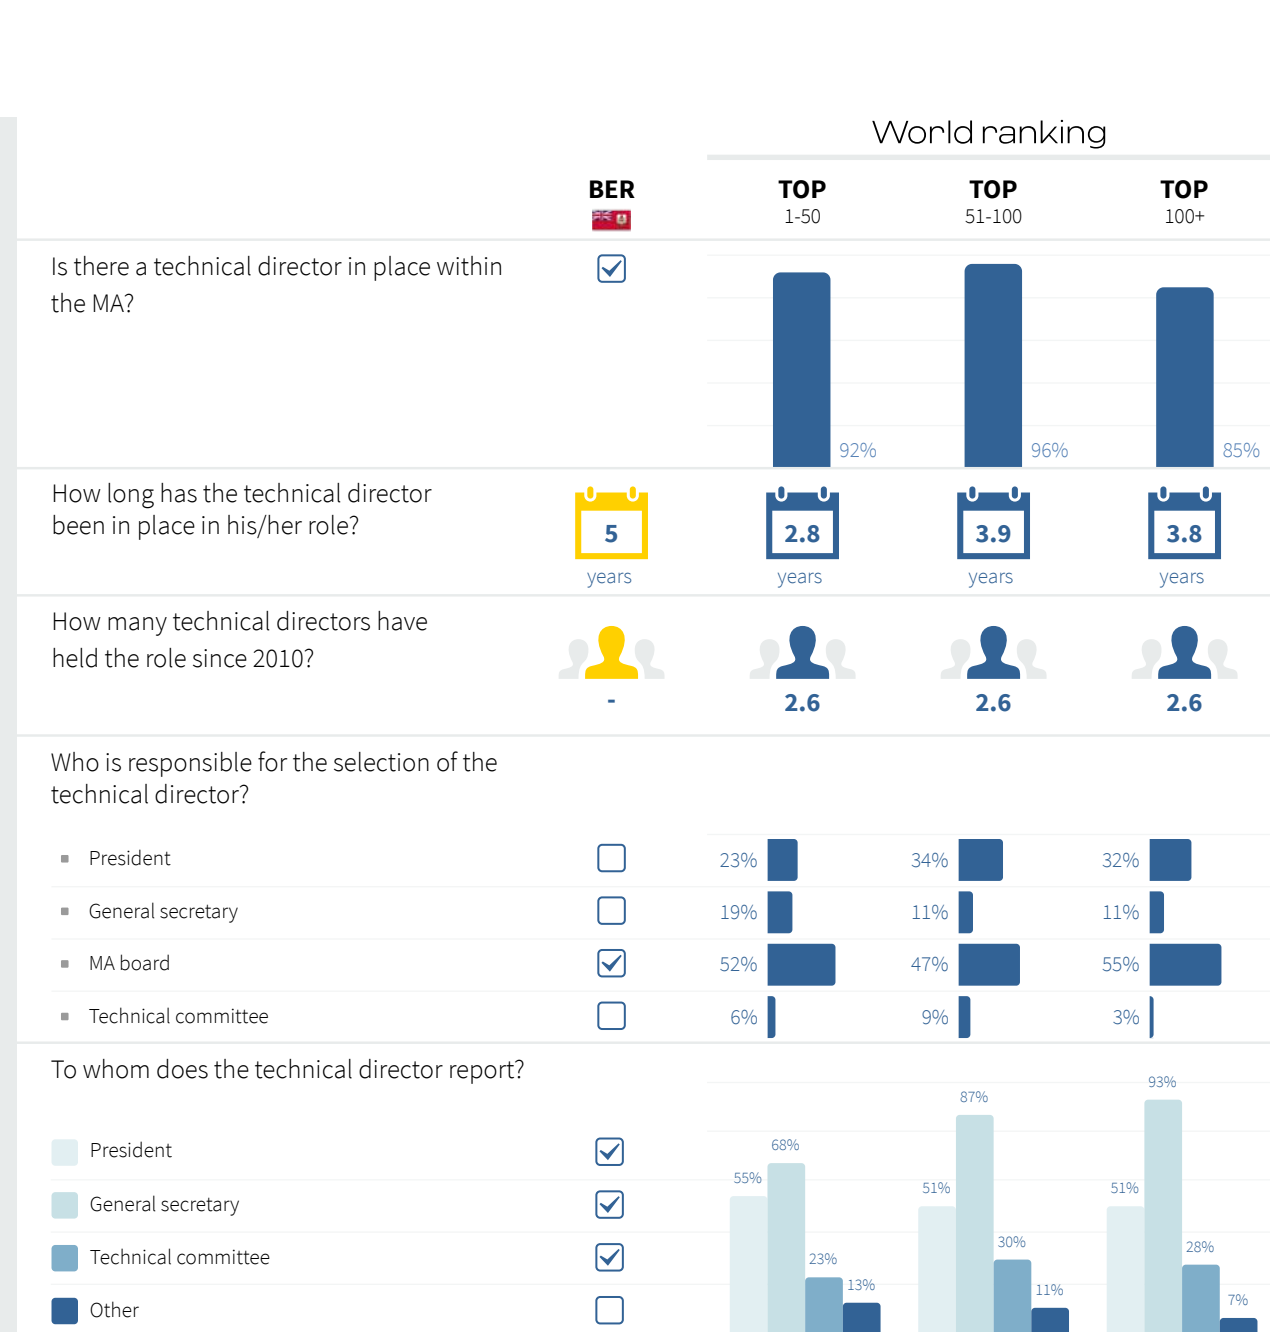 World ranking
BER TOP TOP TOP
1-50 51-100 100+
Is there a technical director in place within
the MA?
92% 96% 85%
How long has the technical director
been in place in his/her role?
5 2.8 3.9 3.8
years years years years
How many technical directors have
held the role since 2010?
- 2.6 2.6 2.6
Who is responsible for the selection of the
technical director?
President 23% 34% 32%
General secretary 19% 11% 11%
MA board 52% 47% 55%
Technical committee 6% 9% 3%
To whom does the technical director report?
President
General secretary
Technical committee
Other
55% 68% 23% 13%
51% 87% 30% 11%
51% 93% 28% 7%